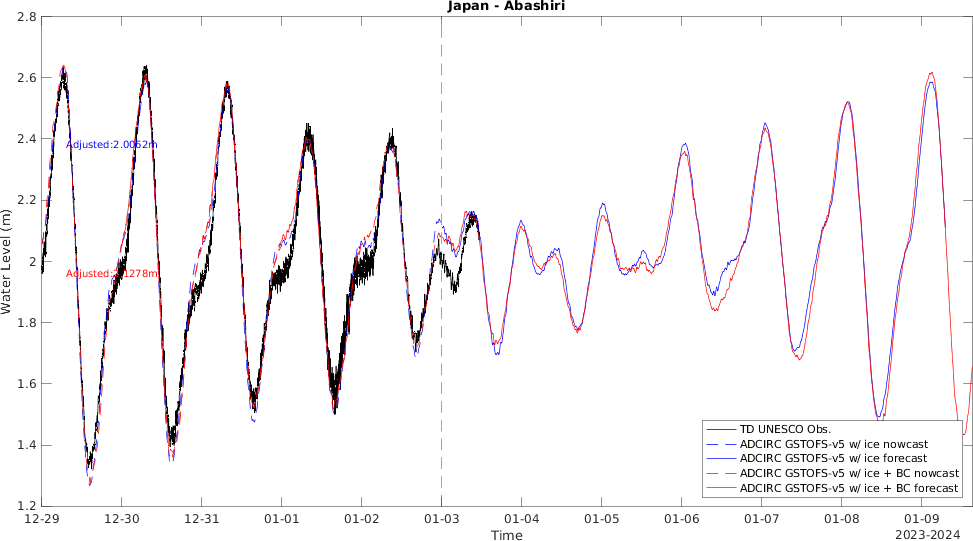 Japan - Abashiri
2.8
2.6
2.4
2.2
2
1.8
1.6
1.4
1.2
Water Level (m)
Adjusted:2.0062m
TD UNESCO Obs.
ADCIRC GSTOFS-v5 w/ ice nowcast
ADCIRC GSTOFS-v5 w/ ice forecast
ADCIRC GSTOFS-v5 w/ ice + BC nowcast
ADCIRC GSTOFS-v5 w/ ice + BC forecast
12-29 12-30 12-31 01-01 01-02 01-03 01-04 01-05 01-06 01-07 01-08 01-09
Time
2023-2024